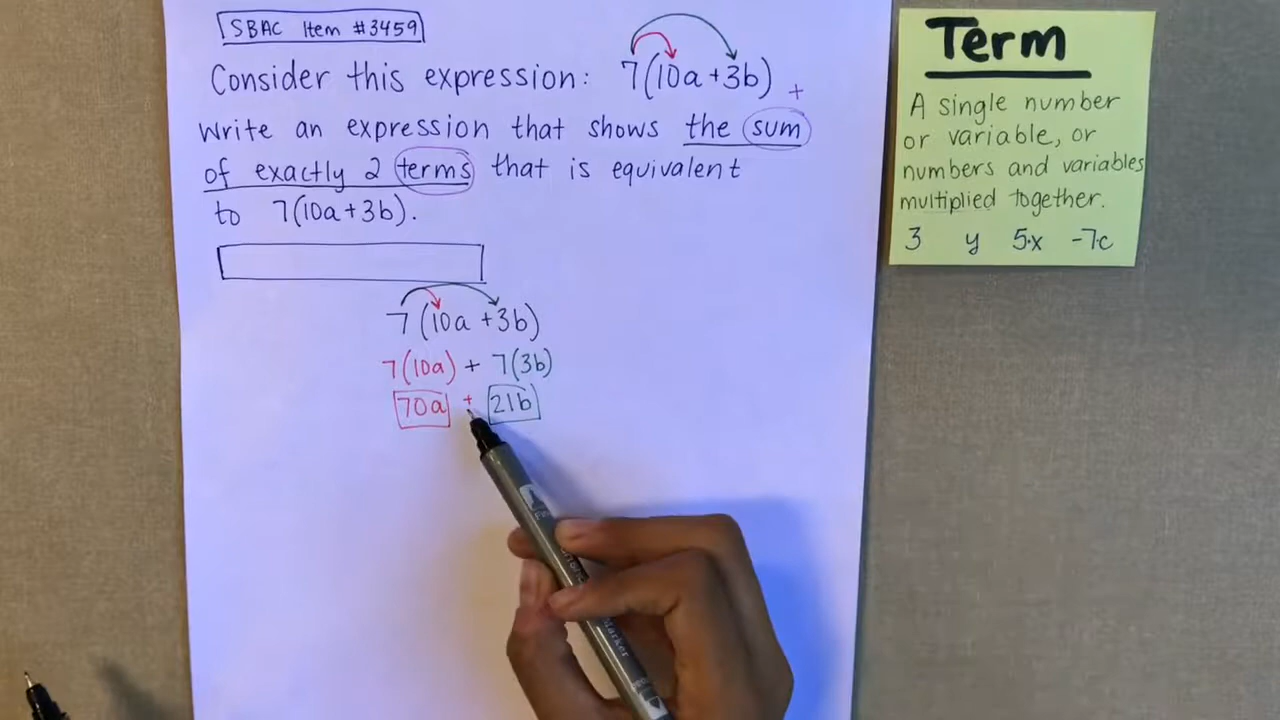 SBAC Item #3459
Consider this expression: 7(10a+3b)
+
Write an expression that shows the sum
of exactly 2 terms that is equivalent
to 7(10a+3b).
7(10a+3b)
7(10a) + 7(3b)
70a + 21b
Term
A single number
or variable, or
numbers and variables
multiplied together.
3 y 5·x -7·c